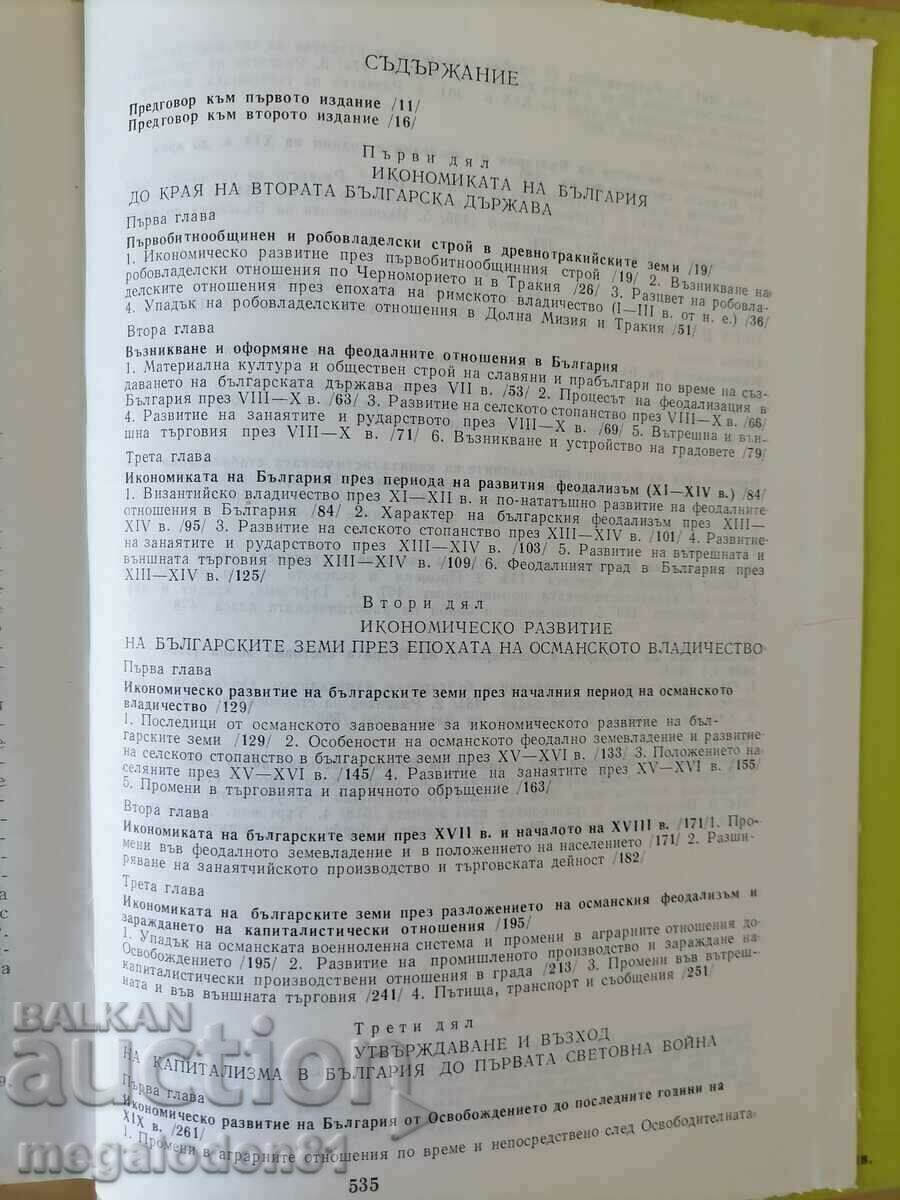 СЪДЪРЖАНИЕ
Предговор към първото издание /11/
Предговор към второто издание /16/
Първи дял
ИКОНОМИКАТА НА БЪЛГАРИЯ
ДО КРАЯ НА ВТОРАТА БЪЛГАРСКА ДЪРЖАВА
Първа глава
Първобитнообщинен и робовладелски строй в древнотракийските земи /19/
1. Икономическо развитие през първобитнообщинния строй /19/ 2. Възникване на
робовладелски отношения по Черноморието и в Тракия /26/ 3. Разцвет на робовла-
делските отношения през епохата на римското владичество (I—III в. от н. е.) /36/
4. Упадък на робовладелските отношения в Долна Мизия и Тракия /51/
Втора глава
Възникване и оформяне на феодалните отношения в България
1. Материална култура и обществен строй на славяни и прабългари по време на съз-
даването на българската държава през VII в. /53/ 2. Процесът на феодализация в
България през VIII—X в. /63/ 3. Развитие на селското стопанство през VIII—X в. /66/
4. Развитие на занаятите и рударството през VIII—X в. /69/ 5. Вътрешна и вън-
шна търговия през VIII—X в. /71/ 6. Възникване и устройство на градовете /79/
Трета глава
Икономиката на България през периода на развития феодализъм (XI—XIV в.) /84/
1. Византийско владичество през XI—XII в. и по-нататъшно развитие на феодалните
отношения в България /84/ 2. Характер на българския феодализъм през XIII—
XIV в. /95/ 3. Развитие на селското стопанство през XIII—XIV в. /101/ 4. Развитие
на занаятите и рударството през XIII—XIV в. /103/ 5. Развитие на вътрешната и
външната търговия през XIII—XIV в. /109/ 6. Феодалният град в България през
XIII—XIV в. /125/
Втори дял
ИКОНОМИЧЕСКО РАЗВИТИЕ
НА БЪЛГАРСКИТЕ ЗЕМИ ПРЕЗ ЕПОХАТА НА ОСМАНСКОТО ВЛАДИЧЕСТВО
Първа глава
Икономическо развитие на българските земи през началния период на османското
владичество /129/
1. Последици от османското завоевание за икономическото развитие на бъл-
гарските земи /129/ 2. Особености на османското феодално земевладение и развитие
на селското стопанство в българските земи през XV—XVI в. /133/ 3. Положението на
селяните през XV—XVI в. /145/ 4. Развитие на занаятите през XV—XVI в. /155/
5. Промени в търговията и паричното обръщение /163/
Втора глава
Икономиката на българските земи през XVII в. и началото на XVIII в. /171/1. Про-
мени във феодалното земевладение и в положението на населението /171/ 2. Разши-
ряване на занаятчийското производство и търговската дейност /182/
Трета глава
Икономиката на българските земи през разложението на османския феодализъм и
зараждането на капиталистически отношения /195/
1. Упадък на османската военноленна система и промени в аграрните отношения до
Освобождението /195/ 2. Развитие на промишленото производство и зараждане на
капиталистически производствени отношения в града /213/ 3. Промени във вътреш-
ната и във външната търговия /241/ 4. Пътища, транспорт и съобщения /251/
Трети дял
УТВЪРЖДАВАНЕ И ВЪЗХОД
НА КАПИТАЛИЗМА В БЪЛГАРИЯ ДО ПЪРВАТА СВЕТОВНА ВОЙНА
Първа глава
Икономическо развитие на България от Освобождението до последните години на
XIX в. /261/
1. Промени в аграрните отношения по време и непосредствено след Освободителната
535
BALKAN
auction
megalodon81